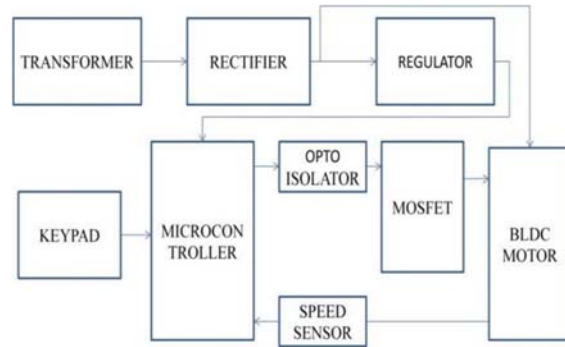 TRANSFORMER
RECTIFIER
REGULATOR
OPTO
ISOLATOR
MOSFET
KEYPAD
MICROCON
TROLLER
BLDC
MOTOR
SPEED
SENSOR